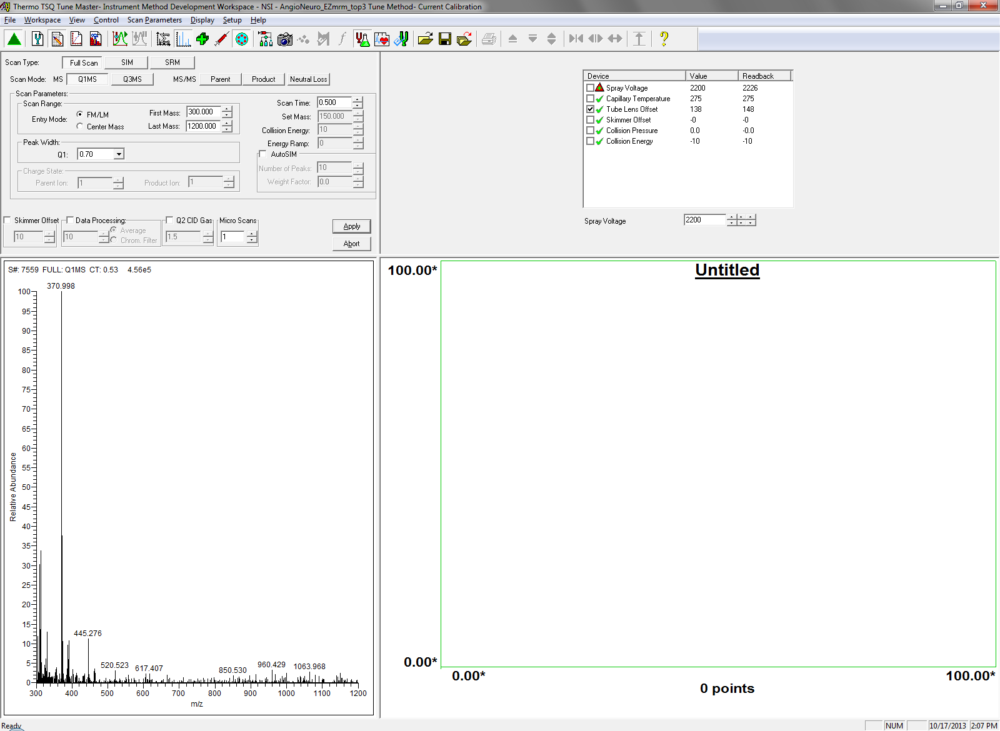 Thermo TSQ Tune Master- Instrument Method Development Workspace - NSI - AngioNeuro_EZmrm_top3 Tune Method- Current Calibration
File Workspace View Control Scan Parameters Display Setup Help
Scan Type: Full Scan SIM SRM
Scan Mode: MS Q1MS Q3MS MS/MS Parent Product Neutral Loss
Scan Parameters:
Scan Range:
Entry Mode: FM/LM Center Mass
First Mass: 300.000
Last Mass: 1200.000
Peak Width:
Q1: 0.70
Charge State:
Parent Ion: 1 Product Ion: 1
Scan Time: 0.500
Set Mass: 150.000
Collision Energy: 10
Energy Ramp: 0
AutoSIM
Number of Peaks: 10
Weight Factor: 0.0
Skimmer Offset
10
Data Processing:
10
Average
Chrom. Filter
Q2 CID Gas
1.5
Micro Scans
1
Apply
Abort
Device Value Readback
Spray Voltage 2200 2226
Capillary Temperature 275 275
Tube Lens Offset 138 148
Skimmer Offset -0 -0
Collision Pressure 0.0 -0.0
Collision Energy -10 -10
Spray Voltage 2200
S#: 7559 FULL: Q1MS CT: 0.53 4.56e5
370.998
100
95
90
85
80
75
70
65
60
55
50
45
40
35
30
25
20
15
10
5
0
Relative Abundance
445.276
520.523
617.407
850.530
960.429
1063.968
300 400 500 600 700 800 900 1000 1100 1200
m/z
Untitled
100.00*
0.00*
0.00* 100.00*
0 points
Ready
NUM 10/17/2013 2:07 PM